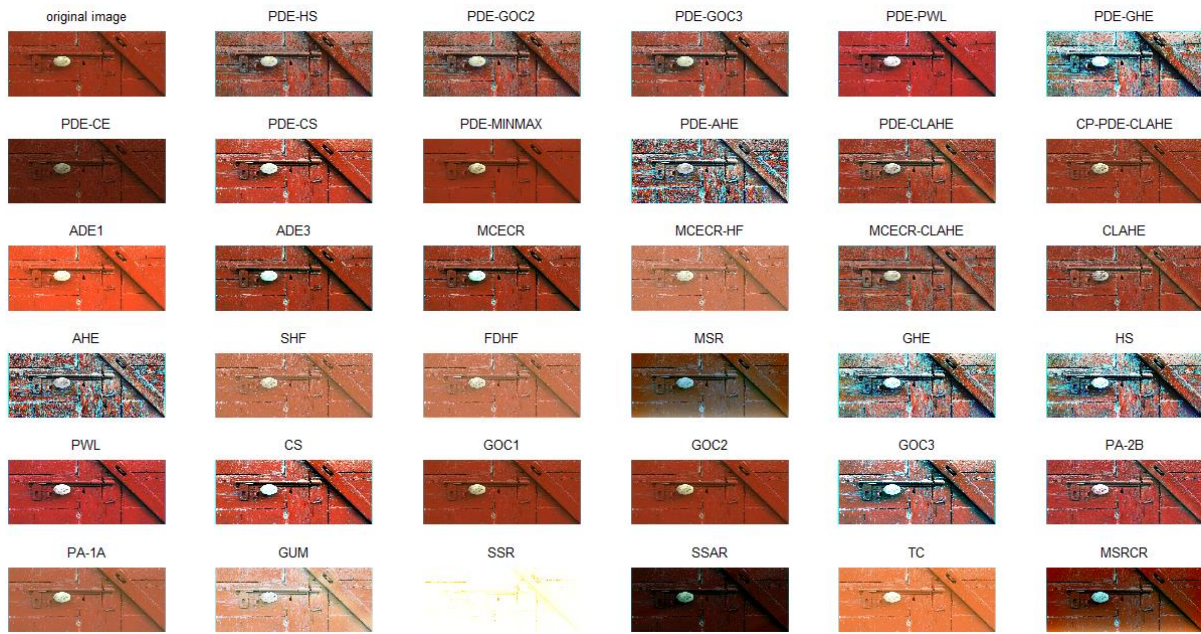 original image PDE-HS PDE-GOC2 PDE-GOC3 PDE-PWL PDE-GHE
PDE-CE PDE-CS PDE-MINMAX PDE-AHE PDE-CLAHE CP-PDE-CLAHE
ADE1 ADE3 MCECR MCECR-HF MCECR-CLAHE CLAHE
AHE SHF FDHF MSR GHE HS
PWL CS GOC1 GOC2 GOC3 PA-2B
PA-1A GUM SSR SSAR TC MSRCR